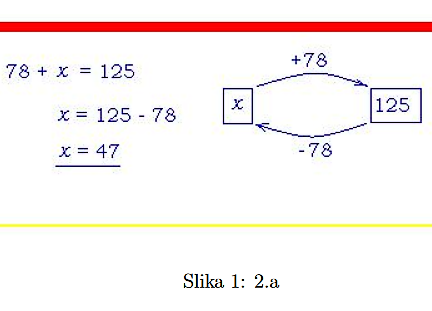 78 + x = 125
x = 125 - 78
x = 47
+78
x
125
-78
Slika 1: 2.a